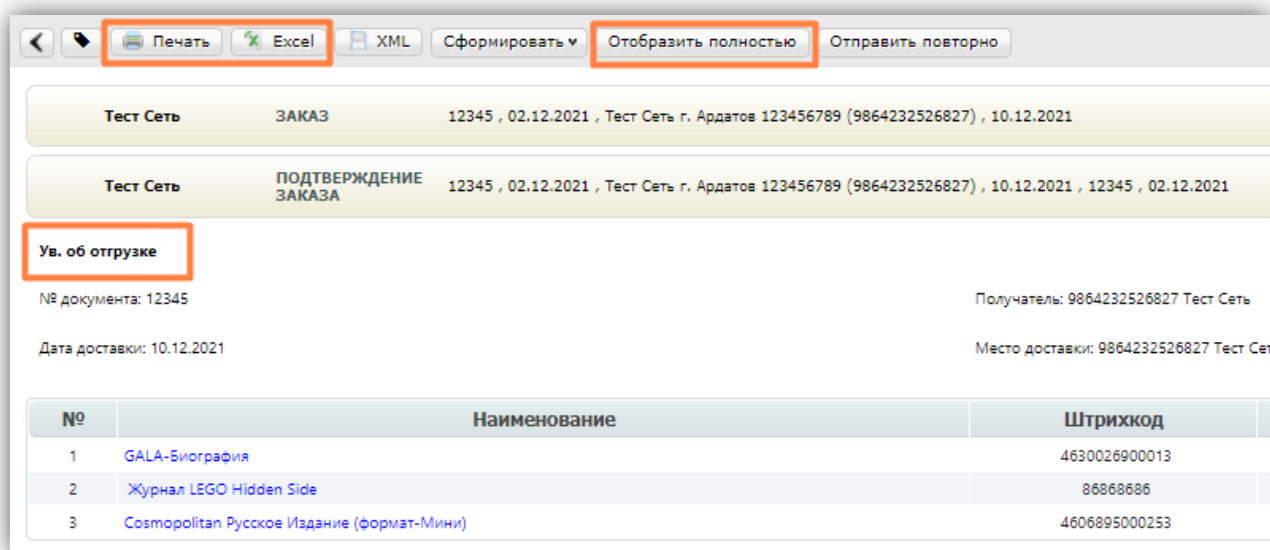 Печать Excel XML Сформировать Отобразить полностью Отправить повторно
Тест Сеть ЗАКАЗ 12345 , 02.12.2021 , Тест Сеть г. Ардатов 123456789 (9864232526827) , 10.12.2021
Тест Сеть ПОДТВЕРЖДЕНИЕ ЗАКАЗА 12345 , 02.12.2021 , Тест Сеть г. Ардатов 123456789 (9864232526827) , 10.12.2021 , 12345 , 02.12.2021
Ув. об отгрузке
№ документа: 12345 Получатель: 9864232526827 Тест Сеть
Дата доставки: 10.12.2021 Место доставки: 9864232526827 Тест Сет
№ Наименование Штрихкод
1 GALA-Биография 4630026900013
2 Журнал LEGO Hidden Side 86868686
3 Cosmopolitan Русское Издание (формат-Мини) 4606895000253